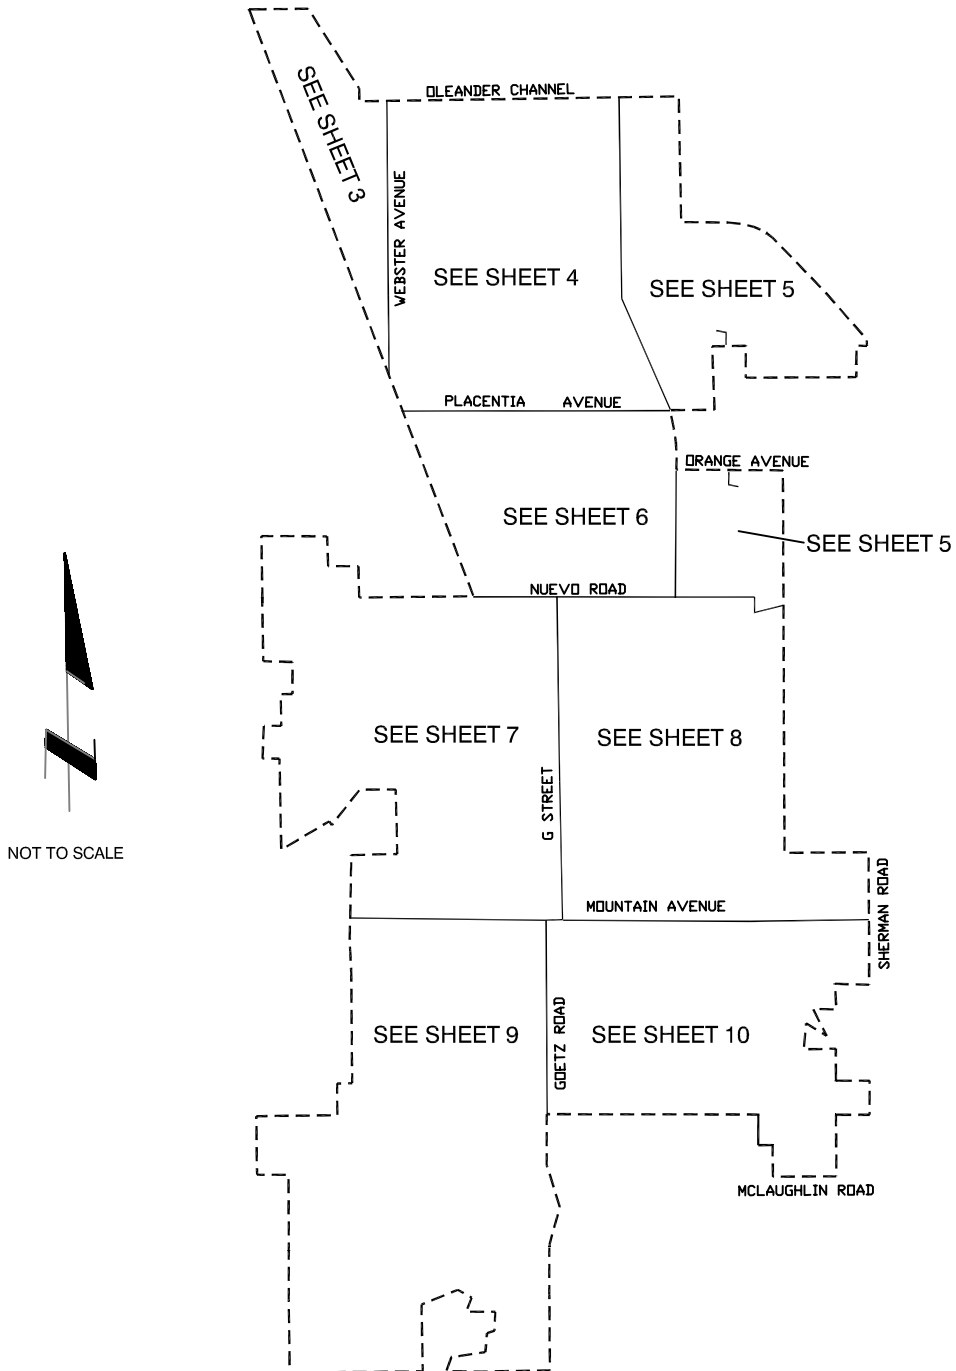 OLEANDER CHANNEL
SEE SHEET 3
WEBSTER AVENUE
SEE SHEET 4
SEE SHEET 5
PLACENTIA AVENUE
ORANGE AVENUE
SEE SHEET 6
SEE SHEET 5
NUEVO ROAD
SEE SHEET 7
SEE SHEET 8
G STREET
NOT TO SCALE
MOUNTAIN AVENUE
SHERMAN ROAD
SEE SHEET 9
GOETZ ROAD
SEE SHEET 10
MCLAUGHLIN ROAD